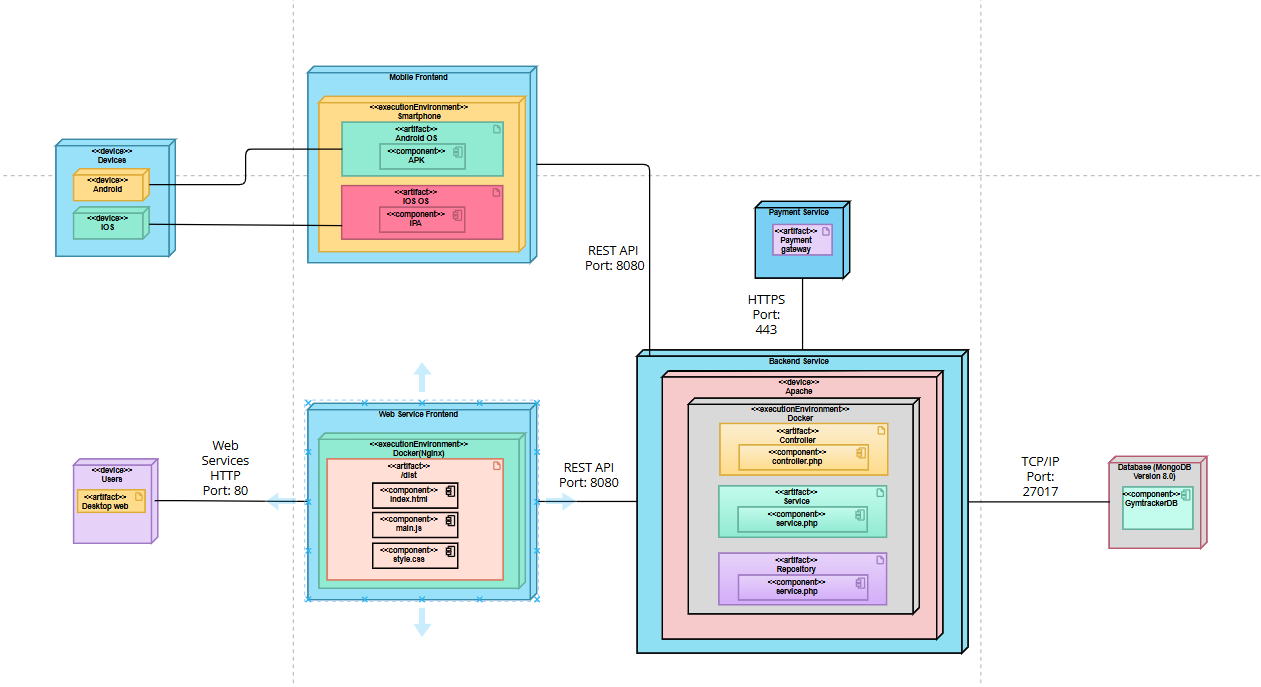 Mobile Frontend
<<executionEnvironment>>
Smartphone
<<artifact>>
Android OS
<<component>>
APK
<<artifact>>
IOS OS
<<component>>
IPA
<<device>>
Devices
<<device>>
Android
<<device>>
IOS
REST API
Port: 8080
Payment Service
<<artifact>>
Payment
gateway
HTTPS
Port:
443
Web Service Frontend
<<executionEnvironment>>
Docker(Nginx)
<<artifact>>
/dist
<<component>>
index.html
<<component>>
main.js
<<component>>
style.css
Web
Services
HTTP
Port: 80
<<device>>
Users
<<artifact>>
Desktop web
REST API
Port: 8080
Backend Service
<<device>>
Apache
<<executionEnvironment>>
Docker
<<artifact>>
Controller
<<component>>
controller.php
<<artifact>>
Service
<<component>>
service.php
<<artifact>>
Repository
<<component>>
service.php
TCP/IP
Port:
27017
Database (MongoDB
Version 8.0)
<<component>>
GymtrackerDB